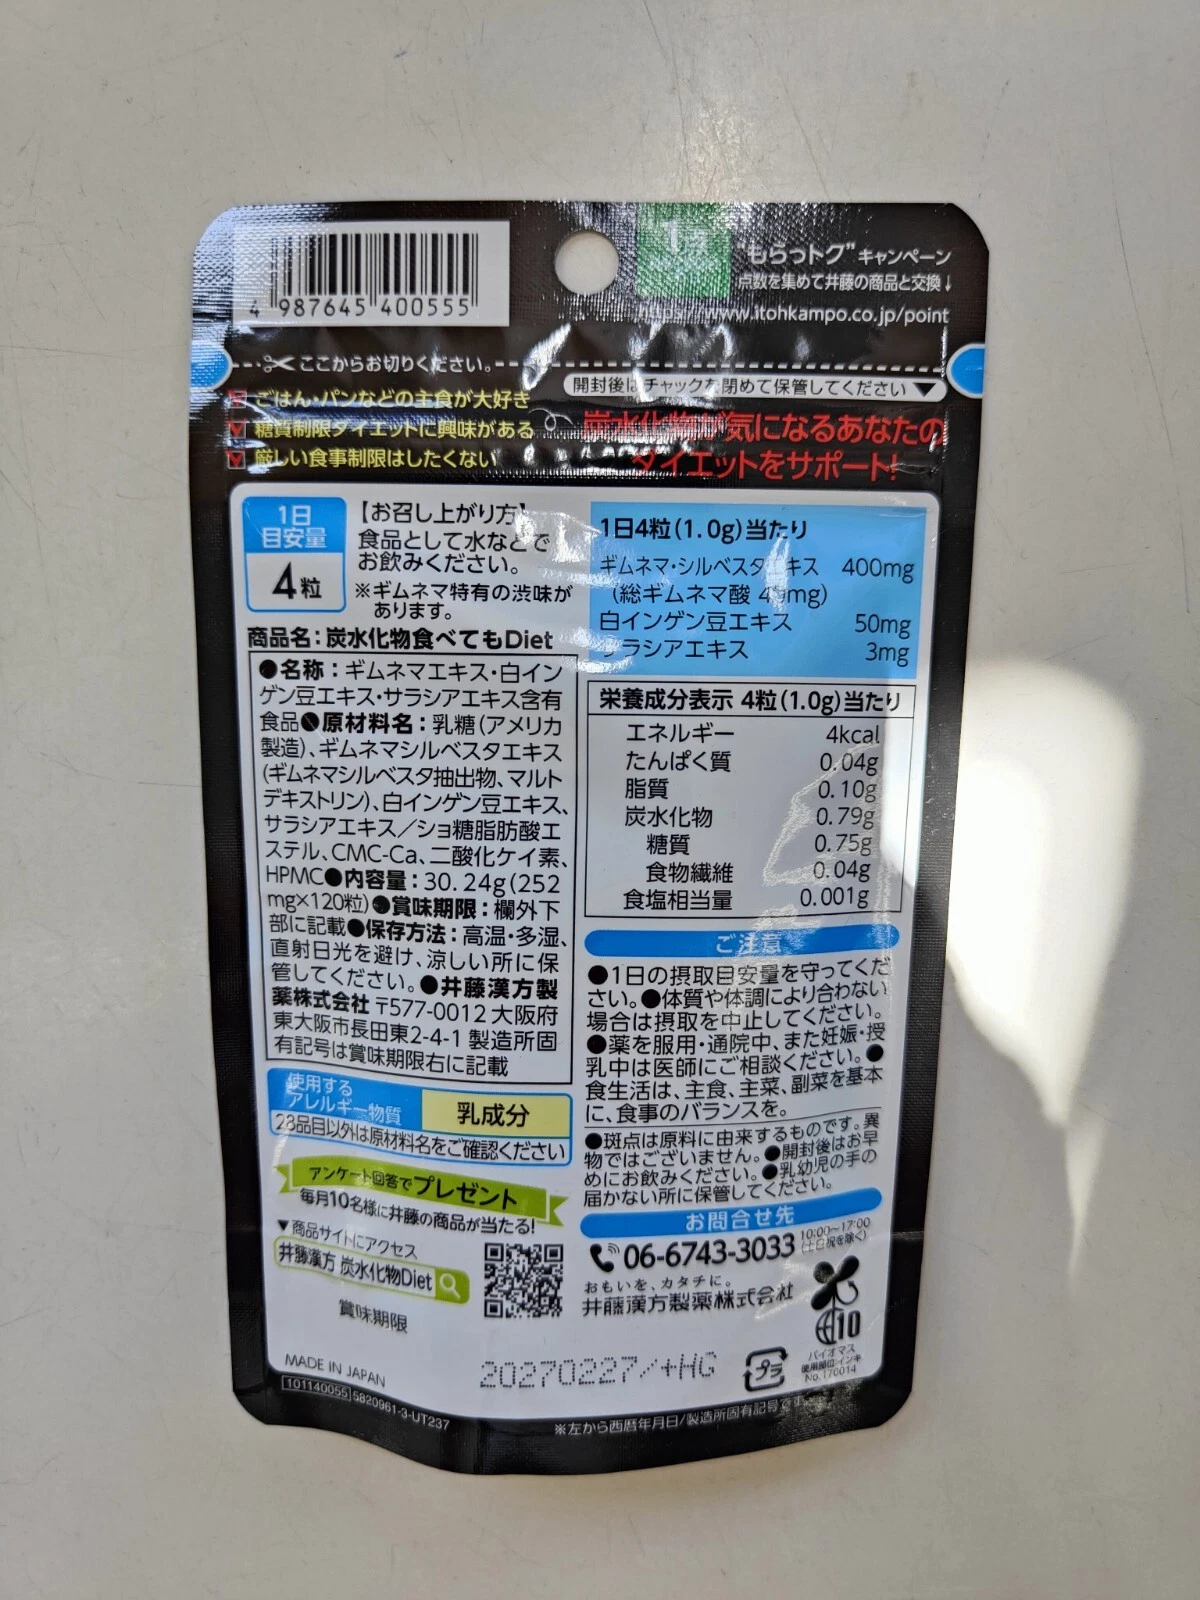 4 987645 400555
もらっトク"キャンペーン
点数を集めて井藤の商品と交換↓
https://www.itohkampo.co.jp/point
ここからお切りください。
開封後はチャックを閉めて保管してください▼
ごはん・パンなどの主食が大好き
糖質制限ダイエットに興味がある
厳しい食事制限はしたくない
炭水化物が気になるあなたの
ダイエットをサポート!
1日
目安量
4粒
【お召し上がり方】
食品として水などで
お飲みください。
※ギムネマ特有の渋味が
あります。
1日4粒(1.0g)当たり
ギムネマ・シルベスタエキス 400mg
(総ギムネマ酸
白インゲン豆エキス 50mg
サラシアエキス 3mg
商品名:炭水化物食べてもDiet
●名称:ギムネマエキス・白イン
ゲン豆エキス・サラシアエキス含有
食品●原材料名:乳糖(アメリカ
製造)、ギムネマシルベスタエキス
(ギムネマシルベスタ抽出物、マルト
デキストリン)、白インゲン豆エキス、
サラシアエキス/ショ糖脂肪酸エ
ステル、CMC-Ca、二酸化ケイ素、
HPMC●内容量:30.24g(252
mg×120粒)●賞味期限:欄外下
部に記載●保存方法:高温・多湿、
直射日光を避け、涼しい所に保
管してください。●井藤漢方製
薬株式会社 〒577-0012 大阪府
東大阪市長田東2-4-1 製造所固
有記号は賞味期限右に記載
使用する
アレルギー物質
乳成分
28品目以外は原材料名をご確認ください
アンケート回答でプレゼント
毎月10名様に井藤の商品が当たる!
▼商品サイトにアクセス
井藤漢方 炭水化物Diet
賞味期限
MADE IN JAPAN
101140055 5820961-3-UT237
栄養成分表示 4粒(1.0g)当たり
エネルギー 4kcal
たんぱく質 0.04g
脂質 0.10g
炭水化物 0.79g
糖質 0.75g
食物繊維 0.04g
食塩相当量 0.001g
ご注意
●1日の摂取目安量を守ってくだ
さい。●体質や体調により合わない
場合は摂取を中止してください。
●薬を服用・通院中、また妊娠・授
乳中は医師にご相談ください。●
食生活は、主食、主菜、副菜を基本
に、食事のバランスを。
●斑点は原料に由来するものです。異
物ではございません。●開封後はお早
めにお飲みください。●乳幼児の手の
届かない所に保管してください。
お問合せ先
06-6743-3033 10:00~17:00
(土日祝を除く)
おもいを、カタチに。
井藤漢方製薬株式会社
10
バイオマス
使用部位:インキ
No.170014
プラ
20270227/+HG
※左から西暦年月日/製造所固有記号です